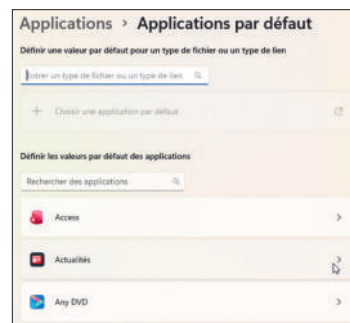 Applications > Applications par défaut
Définir une valeur par défaut pour un type de fichier ou un type de lien
Entrer un type de fichier ou un type de lien
+ Choisir une application par défaut
Définir les valeurs par défaut des applications
Rechercher des applications
Access
Actualités
Any DVD